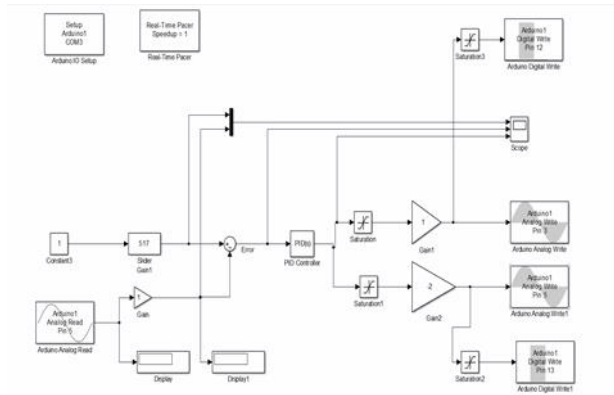 Setup
Arduino1
COM3
Arduino IO Setup
Real-Time Pacer
Speedup = 1
Real-Time Pacer
Saturation3
Arduino1
Digital Write
Pin 12
Arduino Digital Write
Scope
1
Constant3
517
Slider
Gain1
Error
PID(s)
PID Controller
Saturation
1
Gain1
Arduino1
Analog Write
Pin 3
Arduino Analog Write
Saturation1
-2
Gain2
Arduino1
Analog Write
Pin 5
Arduino Analog Write1
Arduino1
Analog Read
Pin 5
Arduino Analog Read
1
Gain
Display
Display1
Saturation2
Arduino1
Digital Write
Pin 13
Arduino Digital Write1